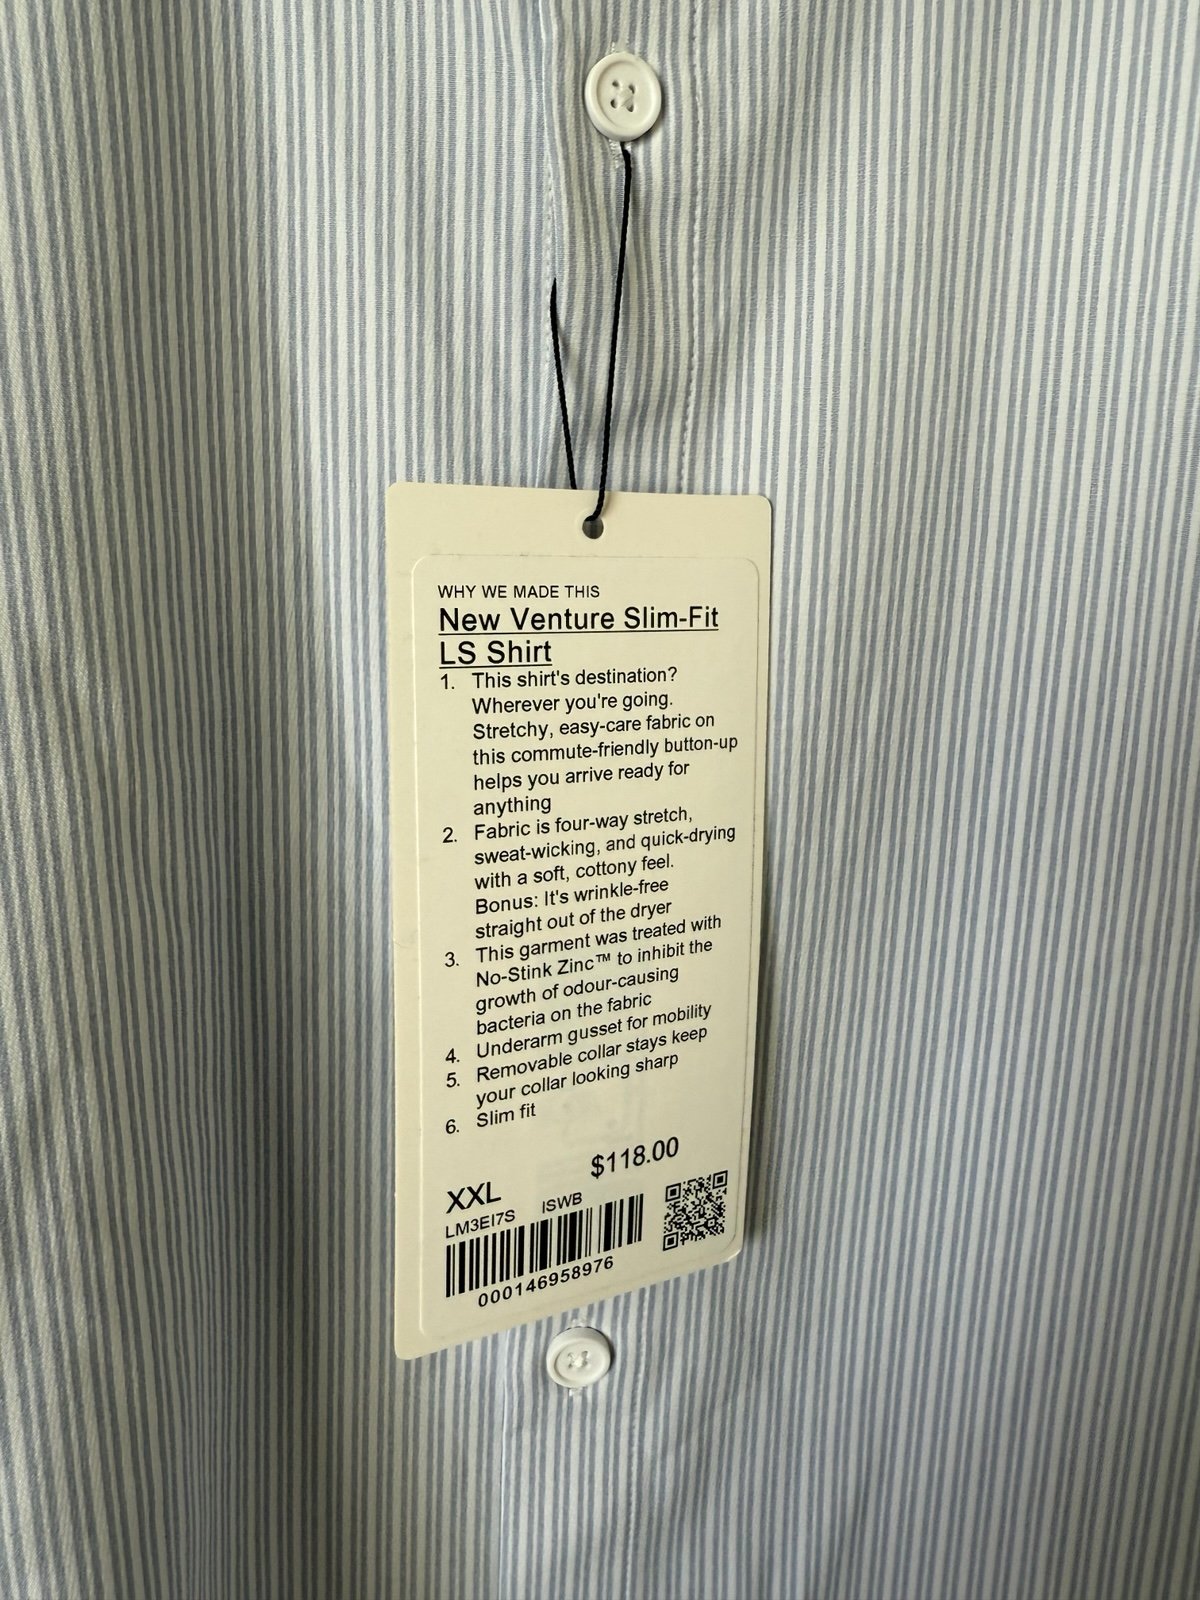 WHY WE MADE THIS
New Venture Slim-Fit
LS Shirt
1. This shirt's destination?
Wherever you're going.
Stretchy, easy-care fabric on
this commute-friendly button-up
helps you arrive ready for
anything
2. Fabric is four-way stretch,
sweat-wicking, and quick-drying
with a soft, cottony feel.
Bonus: It's wrinkle-free
straight out of the dryer
3. This garment was treated with
No-Stink Zinc™ to inhibit the
growth of odour-causing
bacteria on the fabric
4. Underarm gusset for mobility
5. Removable collar stays keep
your collar looking sharp
6. Slim fit
$118.00
XXL
LM3EI7S ISWB
000146958976